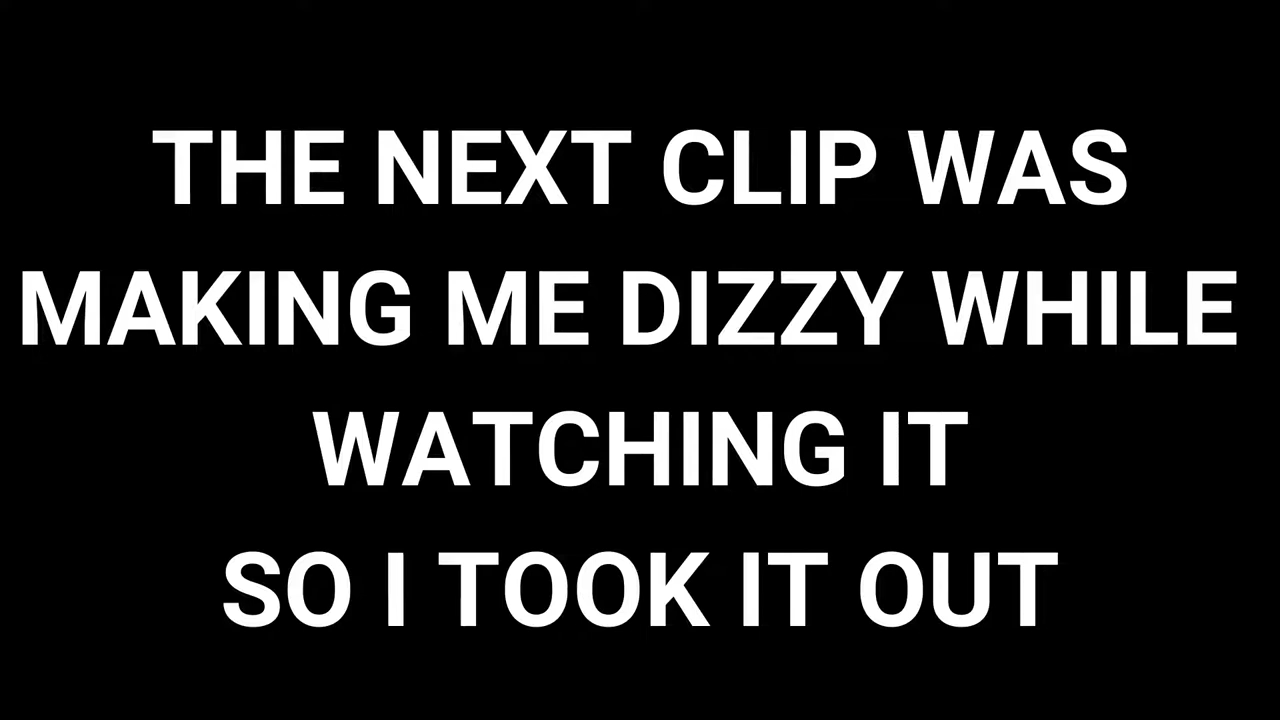 THE NEXT CLIP WAS
MAKING ME DIZZY WHILE
WATCHING IT
SO I TOOK IT OUT